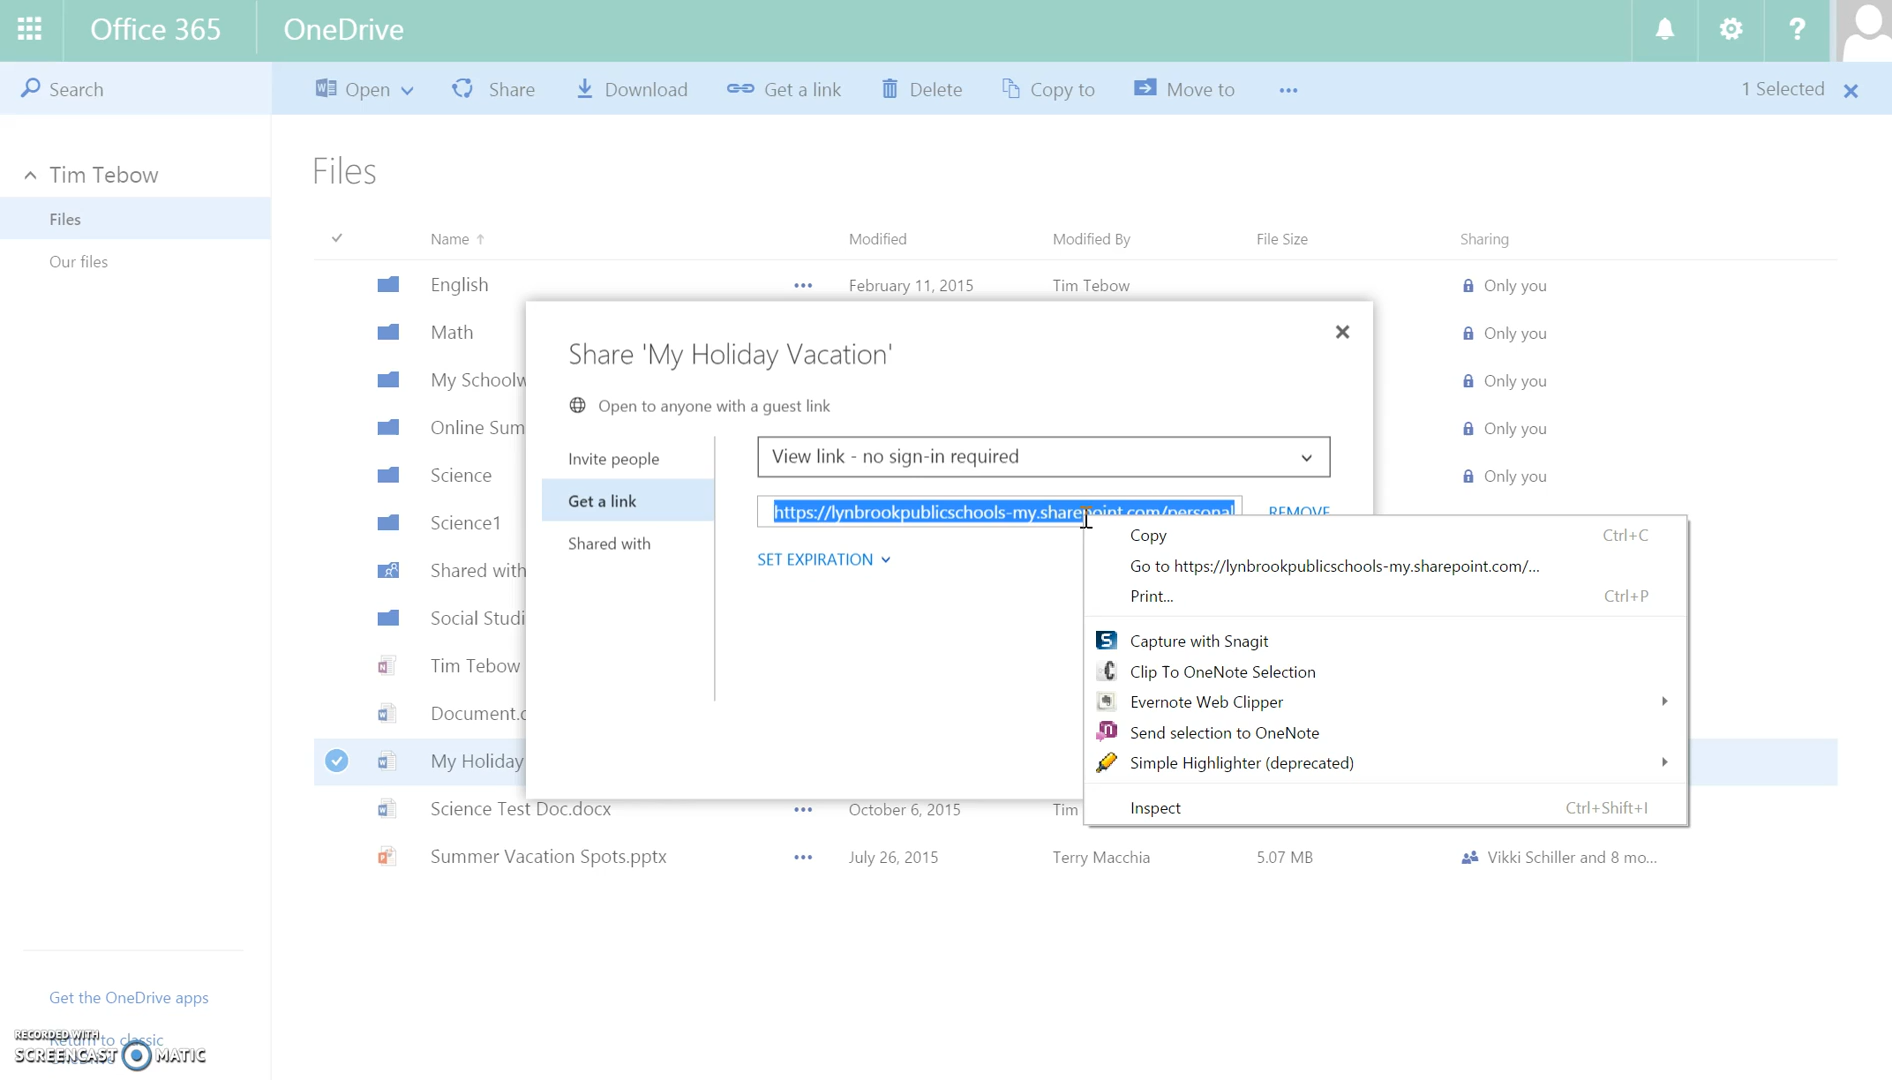 Office 365
OneDrive
Search
Open
Share
Download
Get a link
Delete
Copy to
Move to
1 Selected
Tim Tebow
Files
Our files
Files
Name
Modified
Modified By
File Size
Sharing
English
February 11, 2015
Tim Tebow
Only you
Math
Only you
My Schoolw
Only you
Online Sum
Only you
Science
Only you
Science1
Shared with
Social Studi
Tim Tebow
Document.d
My Holiday
Science Test Doc.docx
October 6, 2015
Tim
Summer Vacation Spots.pptx
July 26, 2015
Terry Macchia
5.07 MB
Vikki Schiller and 8 mo...
Share 'My Holiday Vacation'
Open to anyone with a guest link
Invite people
Get a link
Shared with
View link - no sign-in required
https://lynbrookpublicschools-my.sharepoint.com/personal
REMOVE
SET EXPIRATION
Copy Ctrl+C
Go to https://lynbrookpublicschools-my.sharepoint.com/...
Print... Ctrl+P
Capture with Snagit
Clip To OneNote Selection
Evernote Web Clipper
Send selection to OneNote
Simple Highlighter (deprecated)
Inspect Ctrl+Shift+I
Get the OneDrive apps
Return to classic
RECORDED WITH
SCREENCAST MATIC